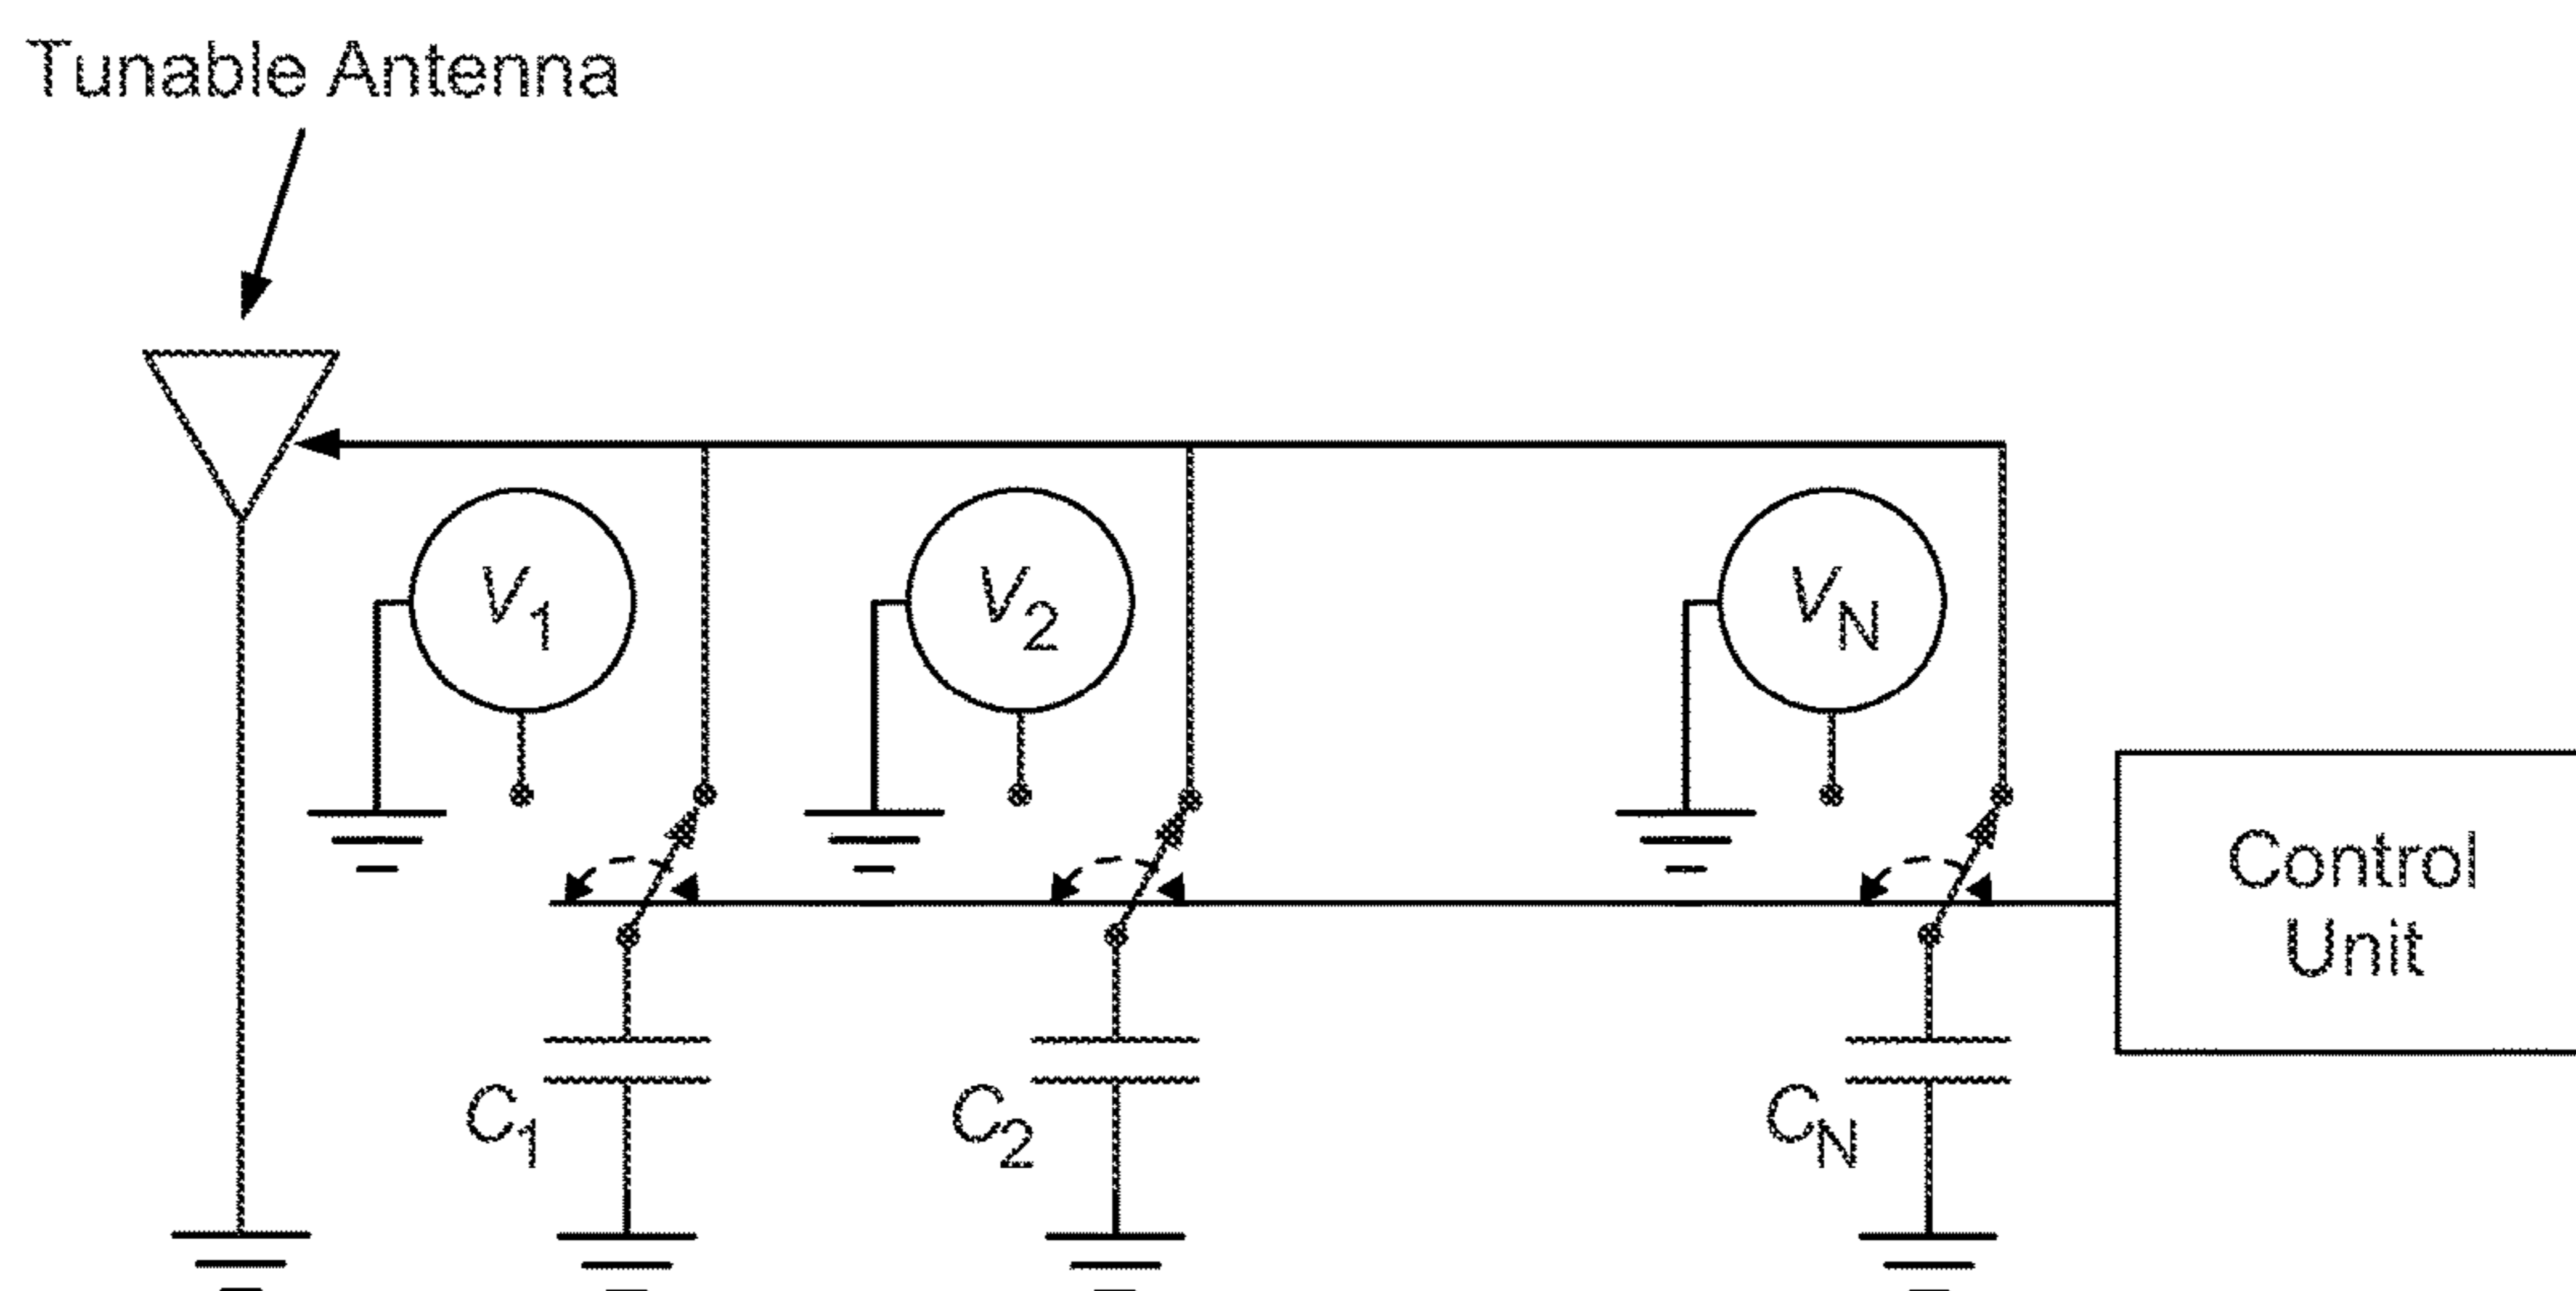 Tunable Antenna
V1
V2
VN
Control
Unit
C1
C2
CN